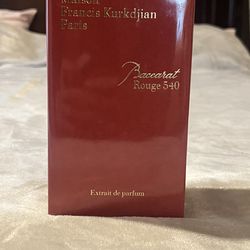 Maison
Francis Kurkdjian
Paris
Baccarat
Rouge 540
Extrait de parfum